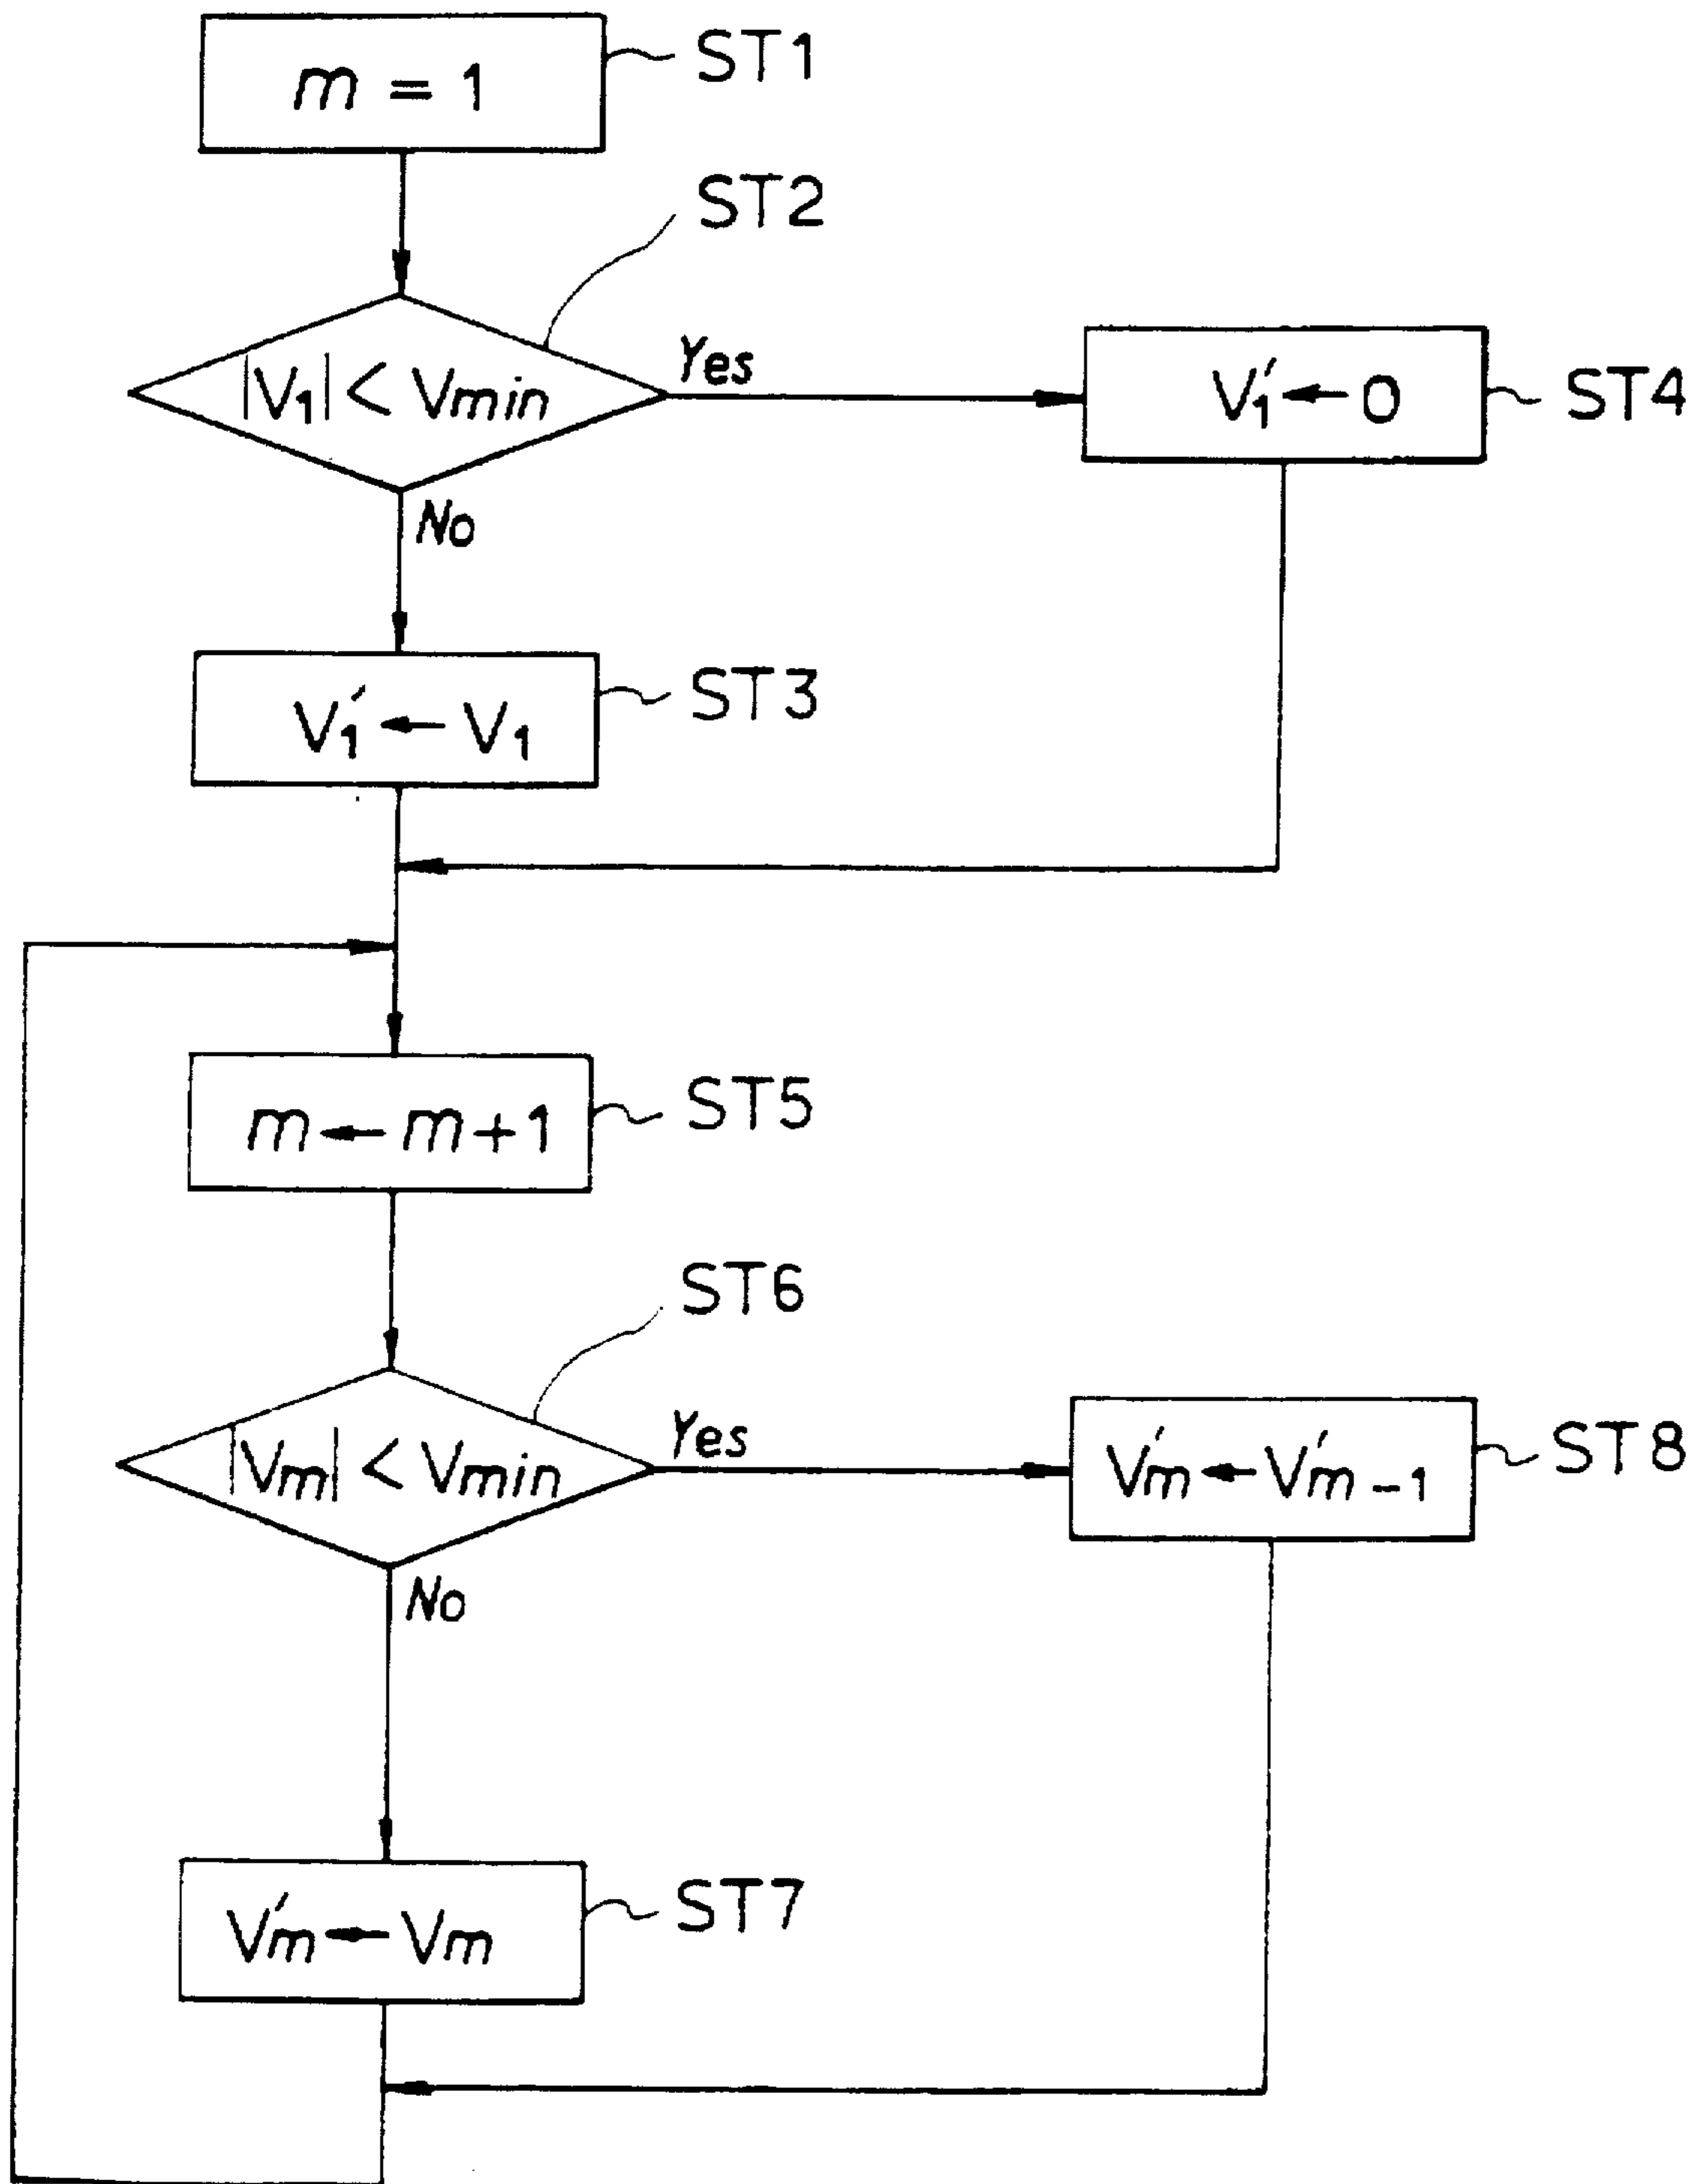 m = 1
ST1
ST2
|V₁| < Vmin
Yes
V₁′ ← 0
ST4
No
V₁′ ← V₁
ST3
m ← m+1
ST5
ST6
|Vm| < Vmin
Yes
V′m ← V′m-1
ST8
No
V′m ← Vm
ST7